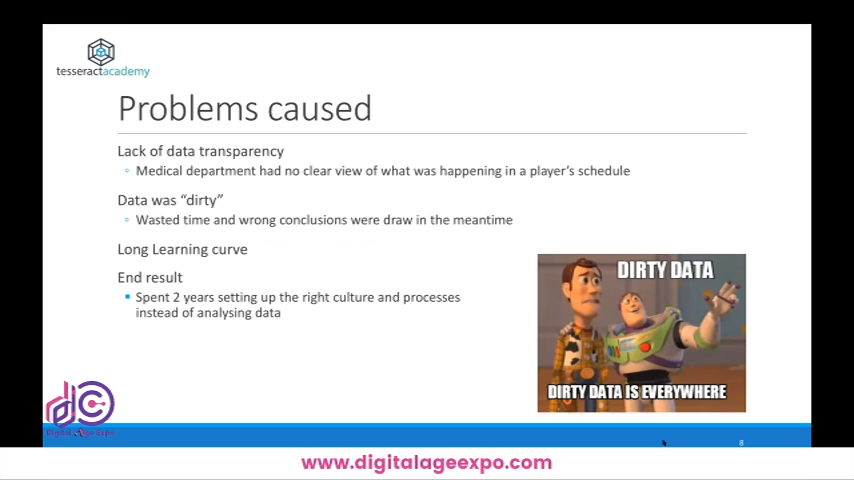 tesseractacademy
Problems caused
Lack of data transparency
Medical department had no clear view of what was happening in a player's schedule
Data was "dirty"
Wasted time and wrong conclusions were draw in the meantime
Long Learning curve
End result
Spent 2 years setting up the right culture and processes
instead of analysing data
DIRTY DATA
DIRTY DATA IS EVERYWHERE
Digital Age Expo
8
www.digitalageexpo.com